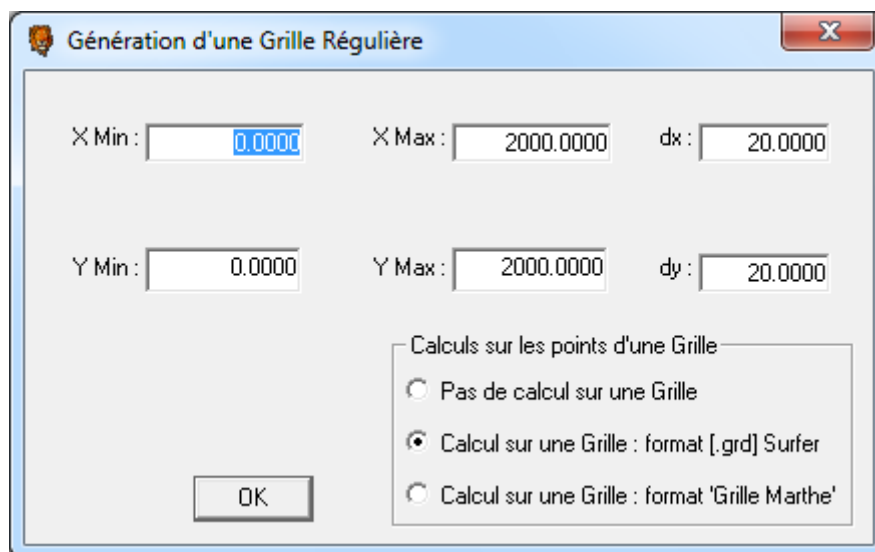 Génération d'une Grille Régulière
X Min : 0.0000 X Max : 2000.0000 dx : 20.0000
Y Min : 0.0000 Y Max : 2000.0000 dy : 20.0000
Calculs sur les points d'une Grille
Pas de calcul sur une Grille
Calcul sur une Grille : format [.grd] Surfer
Calcul sur une Grille : format 'Grille Marthe'
OK